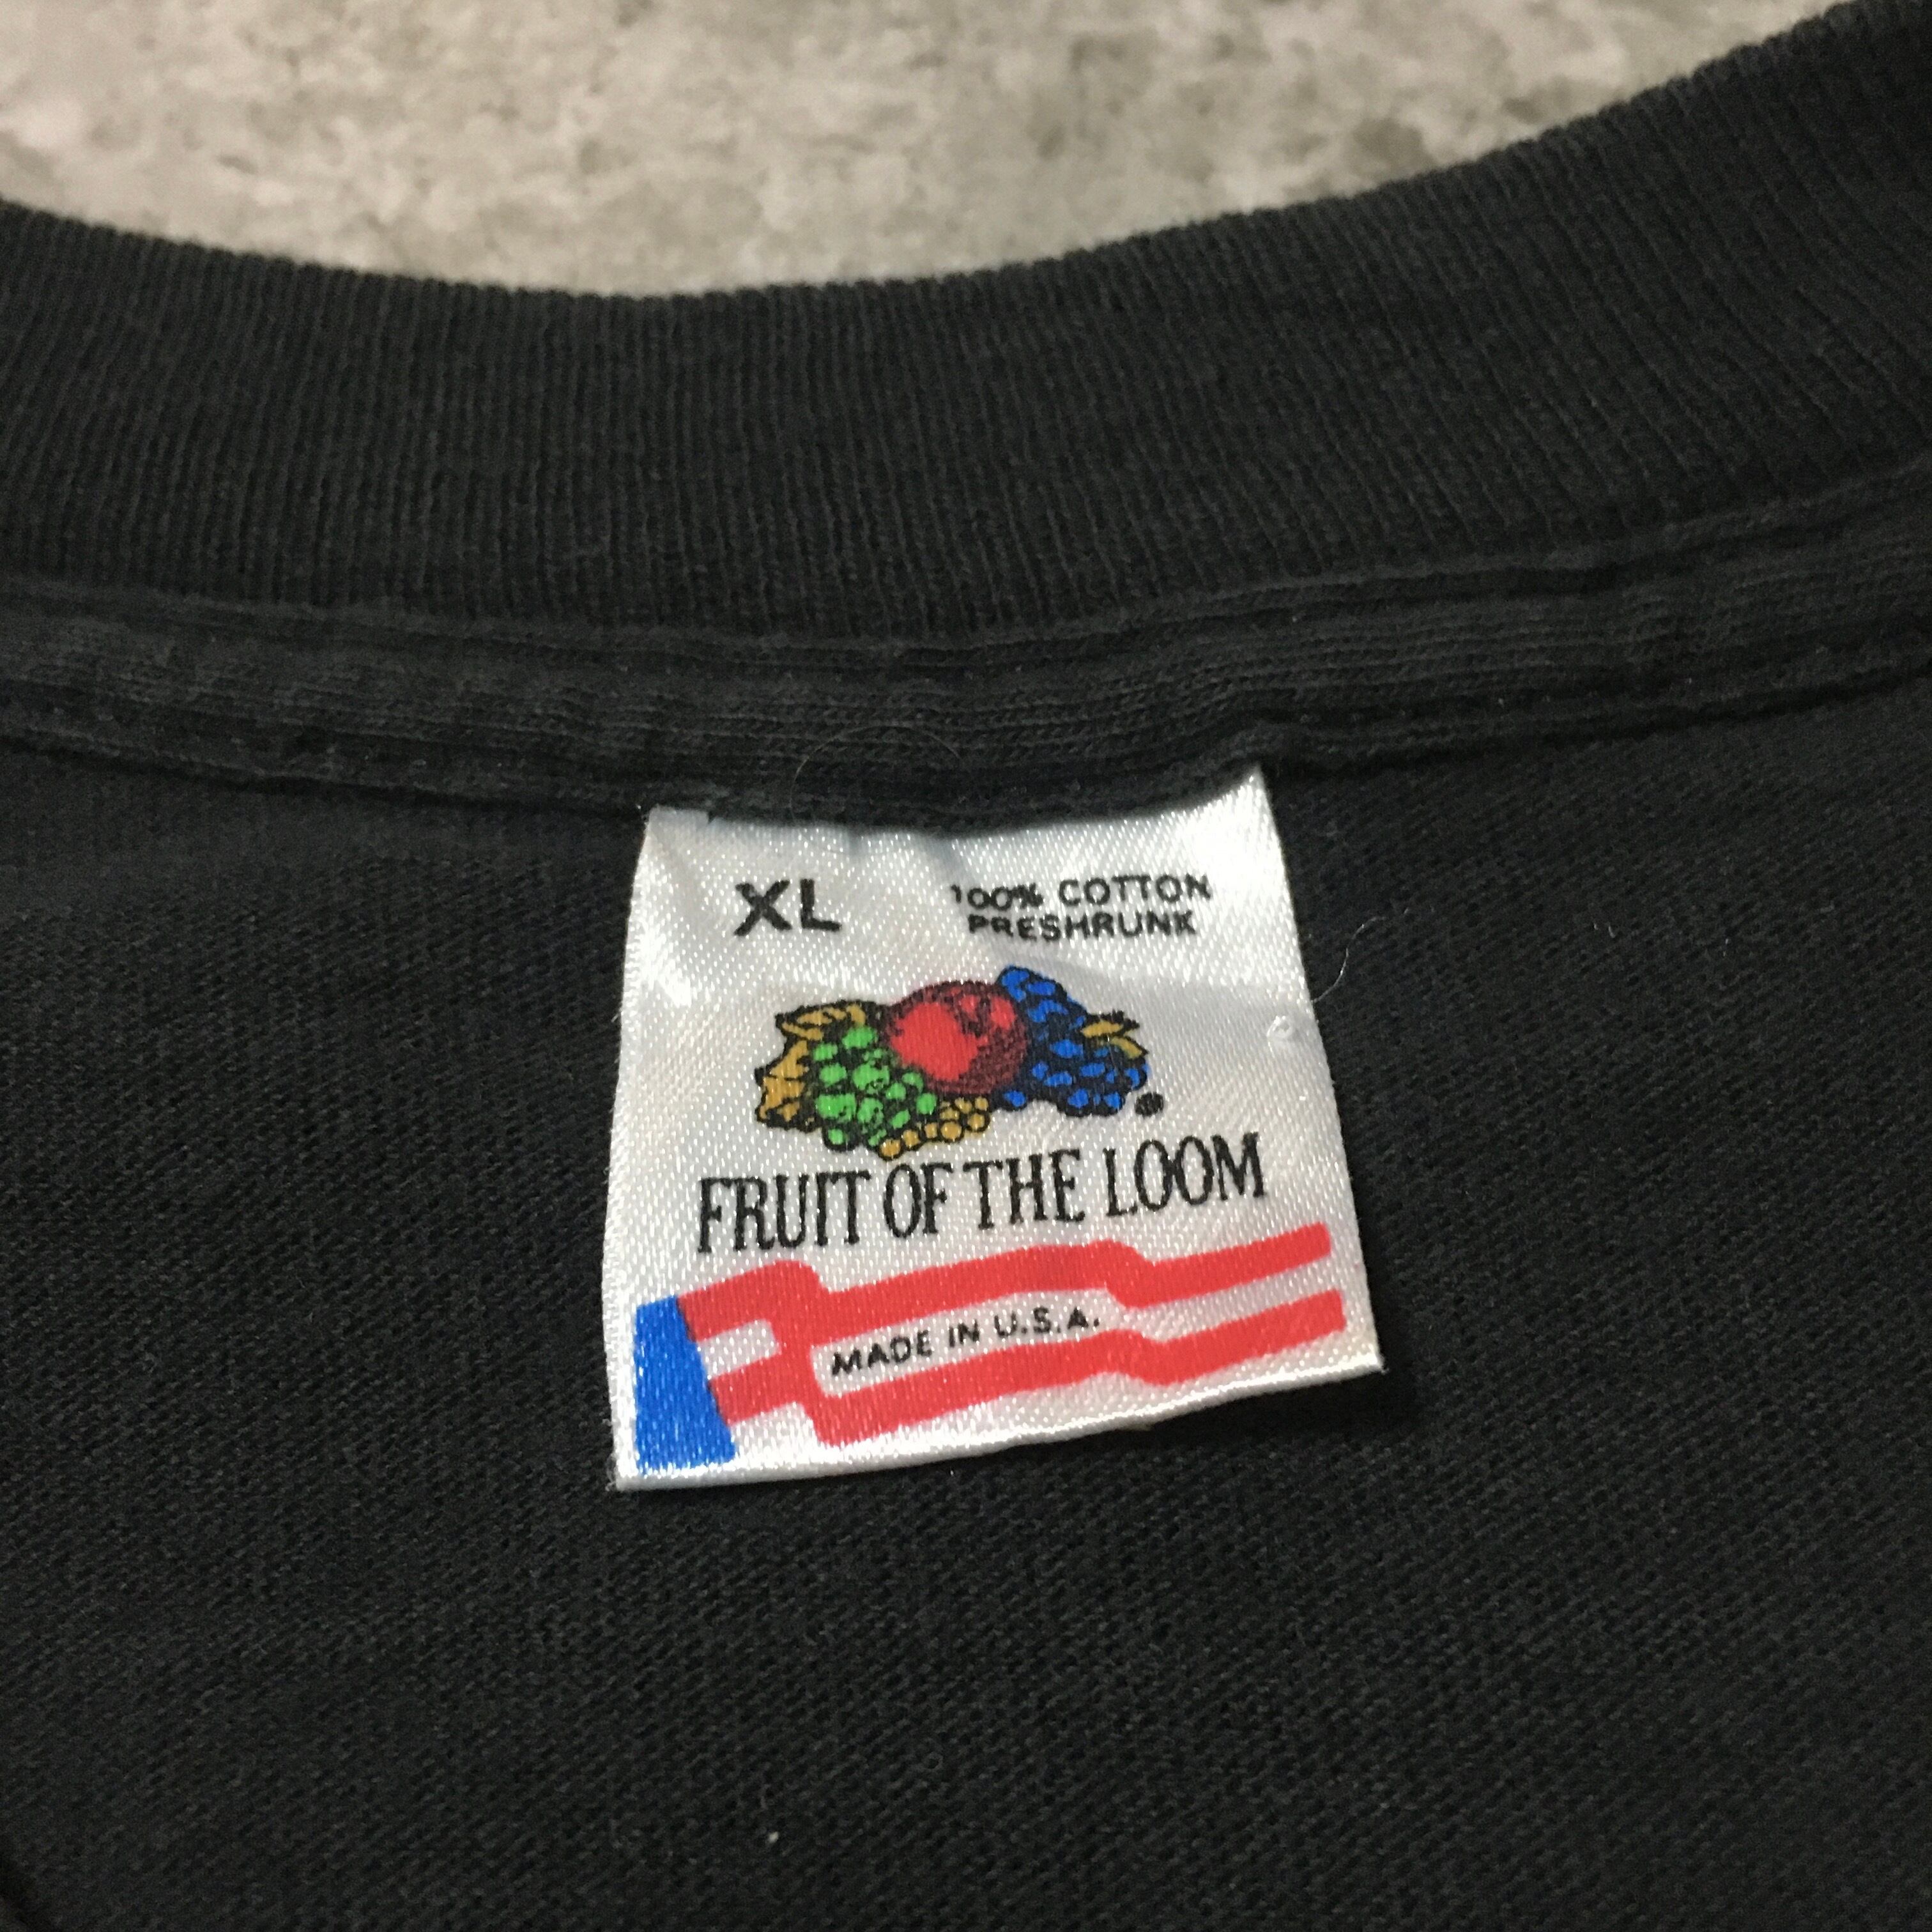 XL
100% COTTON
PRESHRUNK
FRUIT OF THE LOOM
MADE IN U.S.A.